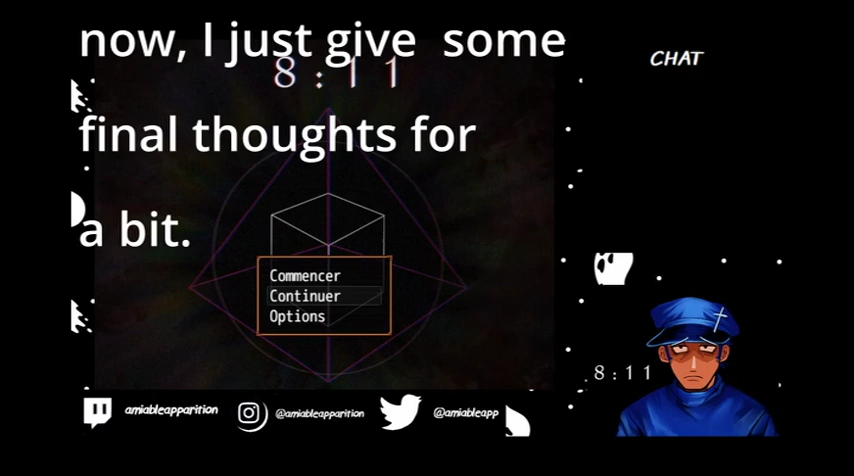 now, I just give some
8:11
final thoughts for
a bit.
Commencer
Continuer
Options
CHAT
8:11
amiableapparition
@amiableapparition
@amiableapp